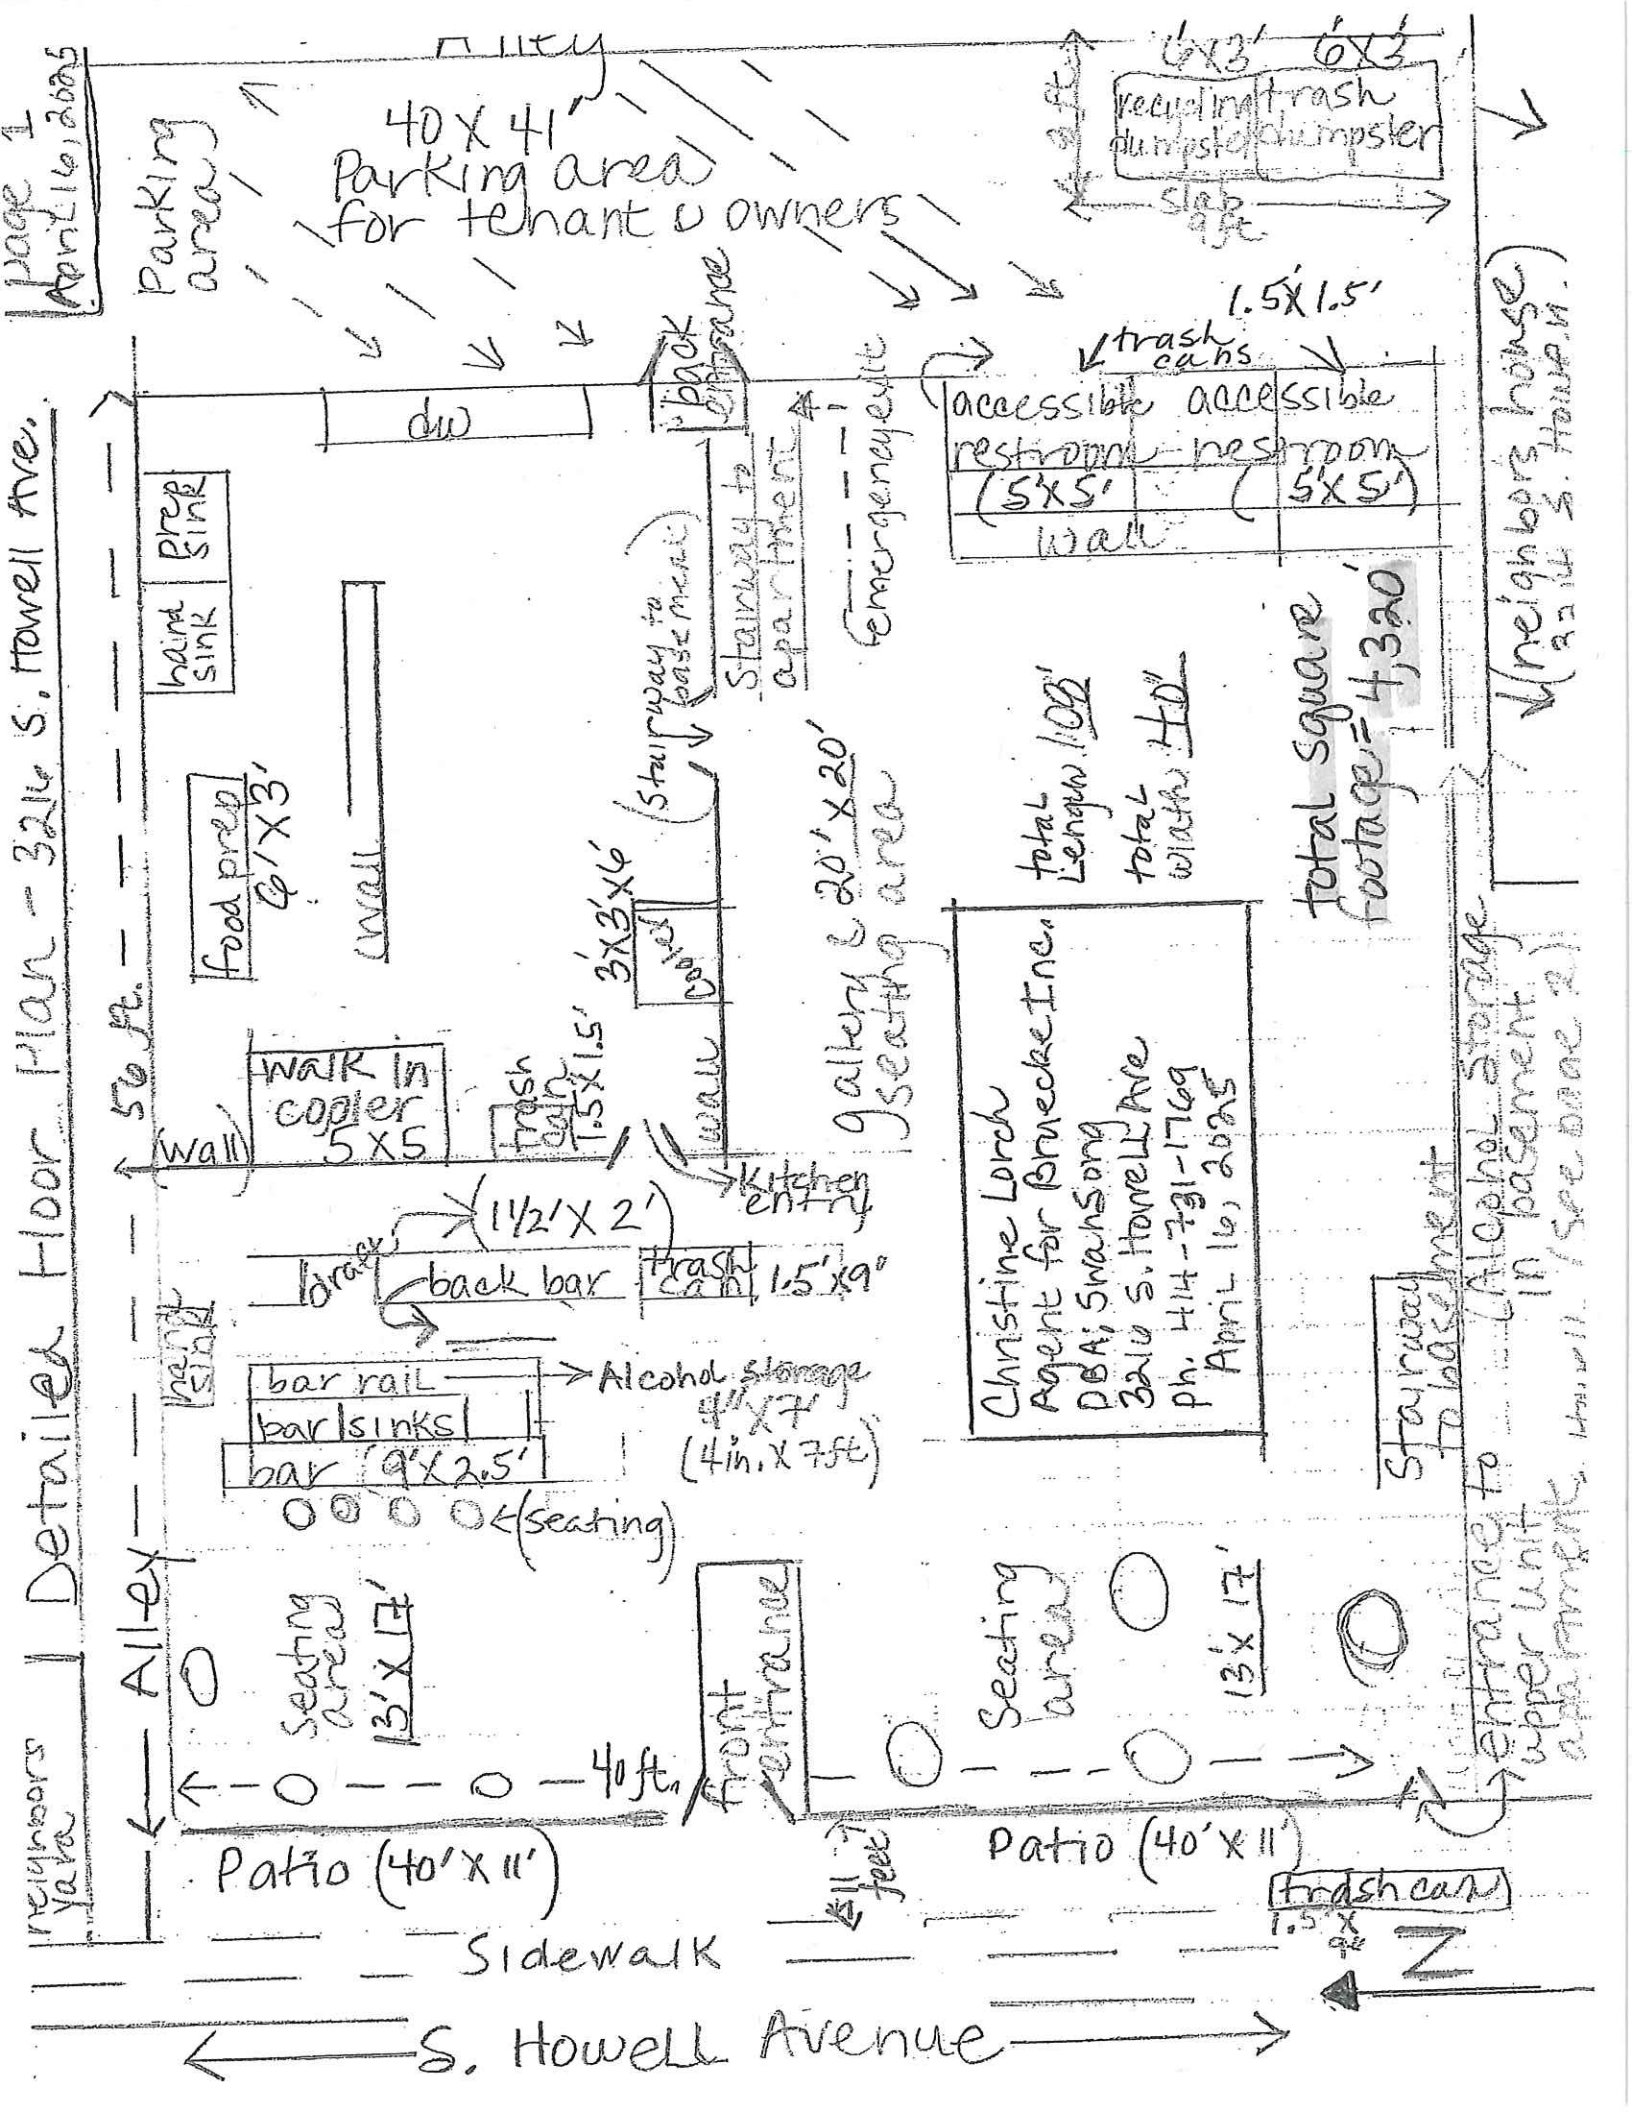 page 1
April 16, 2025
Detailed Floor Plan - 3216 S. Howell Ave.
neighbors
yard
Alley
Parking
area
40 X 41'
Parking area
for tenant & owners
6'X3'
6'X3'
recycling
dumpster
trash
dumpster
slab
9ft.
1.5'X1.5'
trash
cans
(neighbors house)
back
entrance
emergency exit
dw
accessible
restroom
(5'X5'
accessible
restroom
(5'X5')
wall
prep
sink
hand
sink
56 ft.
Alley
food prep
6'X3'
wall
(stairway to
basement)
Stairway to
apartment
3'X3'X6'
cooler
wall
gallery & 20'X20'
seating area
total
Length 108'
total
width 40'
total square
footage = 4,320'
(wall)
walk in
cooler
5X5
trash
can
1.5'X1.5'
kitchen
entry
(1 1/2' X 2')
back bar
trash
can
1.5'X9"
hand
sink
bar rail
Alcohol storage
4"X7'
(4in. X 7ft)
bar sinks
bar
9'X2.5'
(seating)
Christine Lorch
Agent for Bruecke Inc.
DBA; Swansong
3216 S. Howell Ave
ph. 414-731-1769
April 16, 2025
Stairway
to basement
(Alcohol Storage
in basement
(see page 2))
entrance to
upper unit
apartment
Seating
area
13'X17'
Seating
area
13'X17'
40ft.
front
entrance
Patio (40'X11')
11
feet
Patio (40'X11')
trash can
1.5'X
Sidewalk
N
S. Howell Avenue